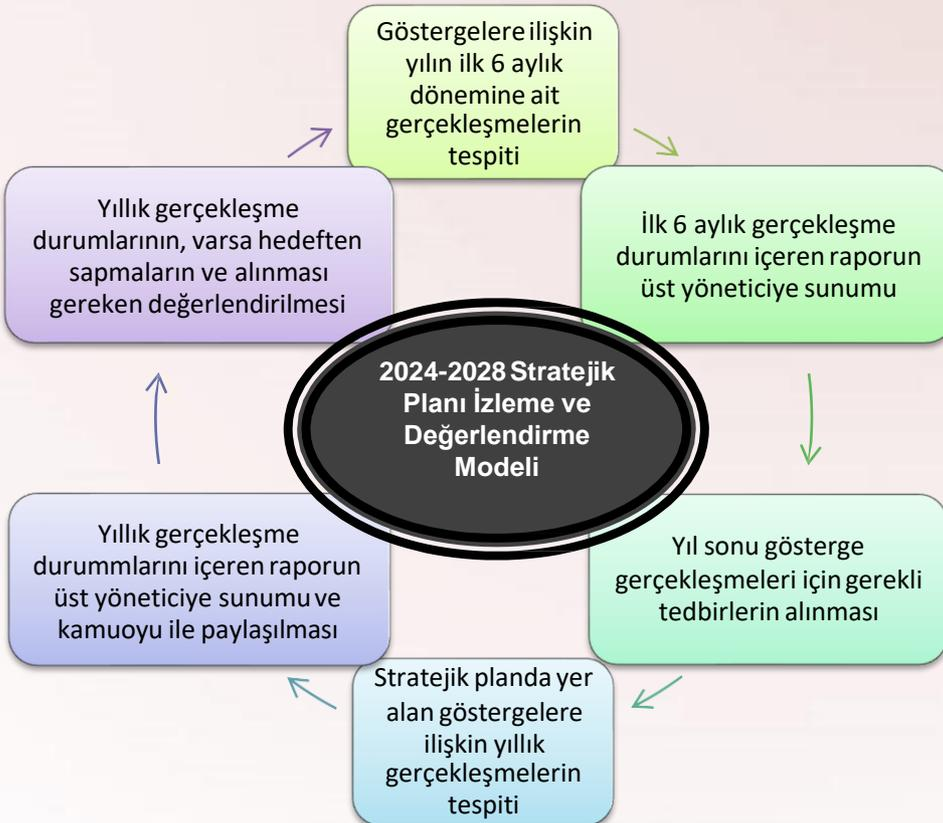 Göstergelere ilişkin
yılın ilk 6 aylık
dönemine ait
gerçekleşmelerin
tespiti
İlk 6 aylık gerçekleşme
durumlarını içeren raporun
üst yöneticiye sunumu
Yıl sonu gösterge
gerçekleşmeleri için gerekli
tedbirlerin alınması
Stratejik planda yer
alan göstergelere
ilişkin yıllık
gerçekleşmelerin
tespiti
Yıllık gerçekleşme
durummlarını içeren raporun
üst yöneticiye sunumu ve
kamuoyu ile paylaşılması
Yıllık gerçekleşme
durumlarının, varsa hedeften
sapmaların ve alınması
gereken değerlendirilmesi
2024-2028 Stratejik
Planı İzleme ve
Değerlendirme
Modeli